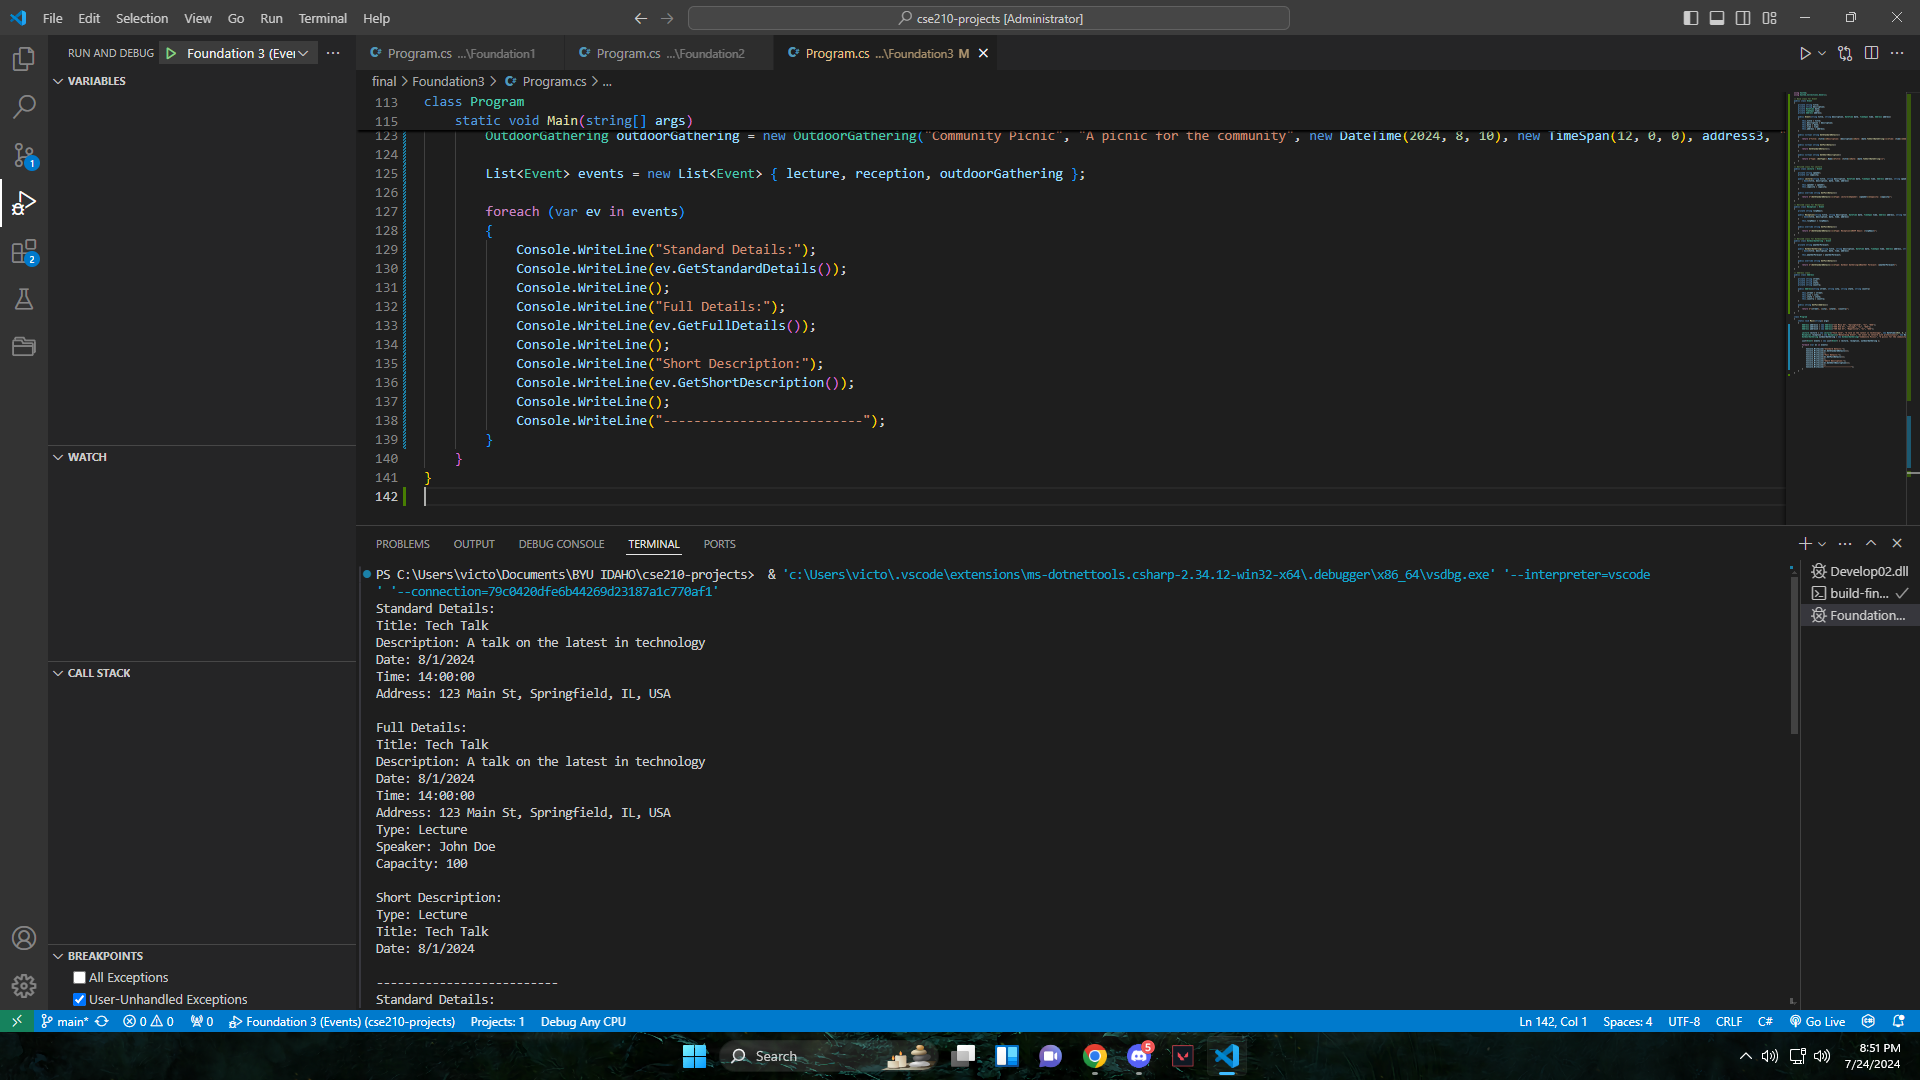 File Edit Selection View Go Run Terminal Help
cse210-projects [Administrator]
RUN AND DEBUG Foundation 3 (Ever
Program.cs ...\Foundation1
Program.cs ...\Foundation2
Program.cs ...\Foundation3 M
final > Foundation3 > Program.cs > ...
VARIABLES
WATCH
CALL STACK
BREAKPOINTS
All Exceptions
User-Unhandled Exceptions
1
2
113 class Program
115 static void Main(string[] args)
123 OutdoorGathering outdoorGathering = new OutdoorGathering("Community Picnic", "A picnic for the community", new DateTime(2024, 8, 10), new TimeSpan(12, 0, 0), address3, "
124
125 List<Event> events = new List<Event> { lecture, reception, outdoorGathering };
126
127 foreach (var ev in events)
128 {
129 Console.WriteLine("Standard Details:");
130 Console.WriteLine(ev.GetStandardDetails());
131 Console.WriteLine();
132 Console.WriteLine("Full Details:");
133 Console.WriteLine(ev.GetFullDetails());
134 Console.WriteLine();
135 Console.WriteLine("Short Description:");
136 Console.WriteLine(ev.GetShortDescription());
137 Console.WriteLine();
138 Console.WriteLine("--------------------------");
139 }
140 }
141 }
142
PROBLEMS OUTPUT DEBUG CONSOLE TERMINAL PORTS
PS C:\Users\victo\Documents\BYU IDAHO\cse210-projects> & 'c:\Users\victo\.vscode\extensions\ms-dotnettools.csharp-2.34.12-win32-x64\.debugger\x86_64\vsdbg.exe' '--interpreter=vscode
' '--connection=79c0420dfe6b44269d23187a1c770af1'
Standard Details:
Title: Tech Talk
Description: A talk on the latest in technology
Date: 8/1/2024
Time: 14:00:00
Address: 123 Main St, Springfield, IL, USA
Full Details:
Title: Tech Talk
Description: A talk on the latest in technology
Date: 8/1/2024
Time: 14:00:00
Address: 123 Main St, Springfield, IL, USA
Type: Lecture
Speaker: John Doe
Capacity: 100
Short Description:
Type: Lecture
Title: Tech Talk
Date: 8/1/2024
--------------------------
Standard Details:
Develop02.dll
build-fin...
Foundation...
main* 0 0 0 Foundation 3 (Events) (cse210-projects) Projects: 1 Debug Any CPU
Ln 142, Col 1 Spaces: 4 UTF-8 CRLF C# Go Live
Search
5
8:51 PM
7/24/2024